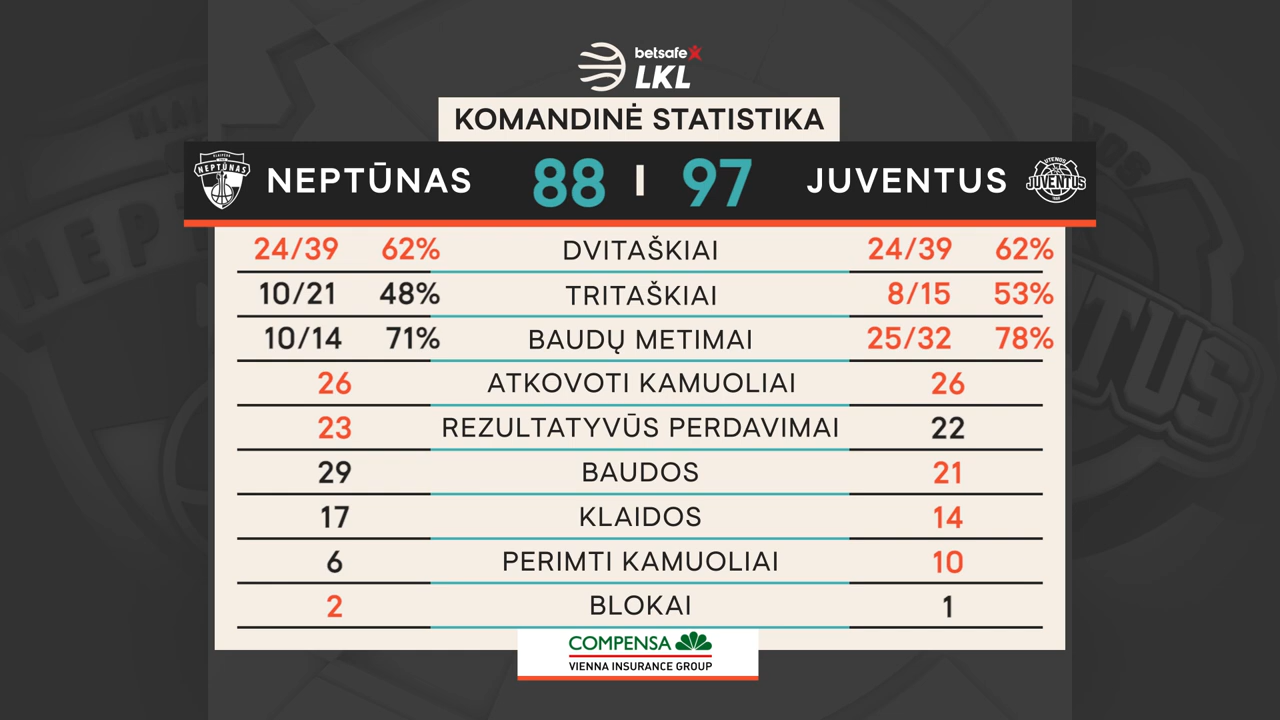 betsafe
LKL
KOMANDINĖ STATISTIKA
NEPTŪNAS 88 | 97 JUVENTUS
24/39 62% DVITAŠKIAI 24/39 62%
10/21 48% TRITAŠKIAI 8/15 53%
10/14 71% BAUDŲ METIMAI 25/32 78%
26 ATKOVOTI KAMUOLIAI 26
23 REZULTATYVŪS PERDAVIMAI 22
29 BAUDOS 21
17 KLAIDOS 14
6 PERIMTI KAMUOLIAI 10
2 BLOKAI 1
COMPENSA
VIENNA INSURANCE GROUP